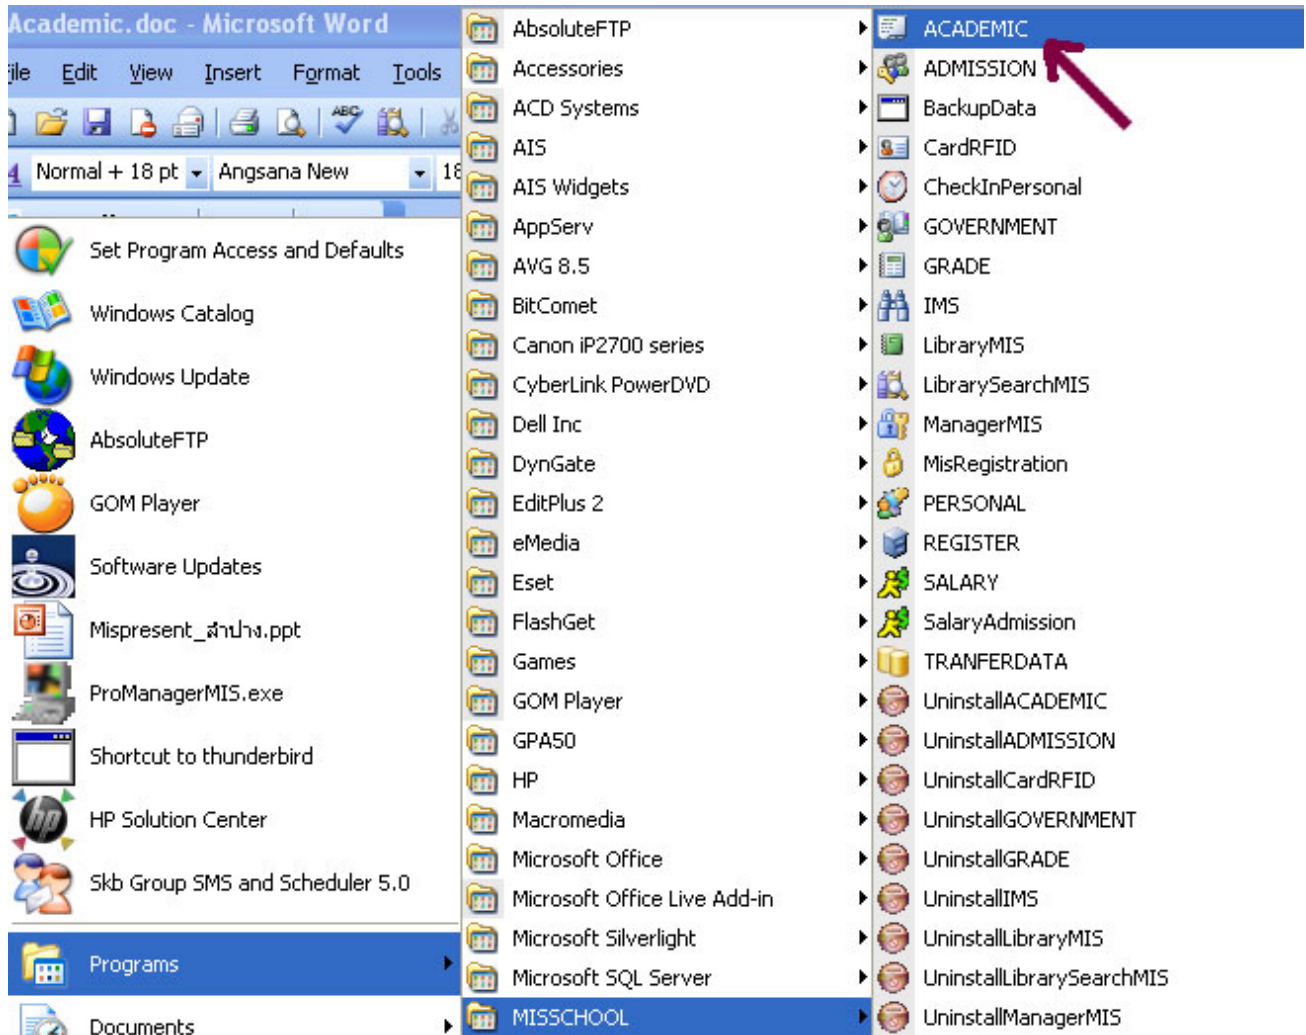 Academic.doc - Microsoft Word
File Edit View Insert Format Tools
ABC
Normal + 18 pt Angsana New 18
Set Program Access and Defaults
Windows Catalog
Windows Update
AbsoluteFTP
GOM Player
Software Updates
Mispresent_ลำปาง.ppt
ProManagerMIS.exe
Shortcut to thunderbird
hp
HP Solution Center
Skb Group SMS and Scheduler 5.0
Programs
Documents
AbsoluteFTP
Accessories
ACD Systems
AIS
AIS Widgets
AppServ
AVG 8.5
BitComet
Canon iP2700 series
CyberLink PowerDVD
Dell Inc
DynGate
EditPlus 2
eMedia
Eset
FlashGet
Games
GOM Player
GPA50
HP
Macromedia
Microsoft Office
Microsoft Office Live Add-in
Microsoft Silverlight
Microsoft SQL Server
MISSCHOOL
ACADEMIC
ADMISSION
BackupData
CardRFID
CheckInPersonal
GOVERNMENT
GRADE
IMS
LibraryMIS
LibrarySearchMIS
ManagerMIS
MisRegistration
PERSONAL
REGISTER
SALARY
SalaryAdmission
TRANFERDATA
UninstallACADEMIC
UninstallADMISSION
UninstallCardRFID
UninstallGOVERNMENT
UninstallGRADE
UninstallIMS
UninstallLibraryMIS
UninstallLibrarySearchMIS
UninstallManagerMIS